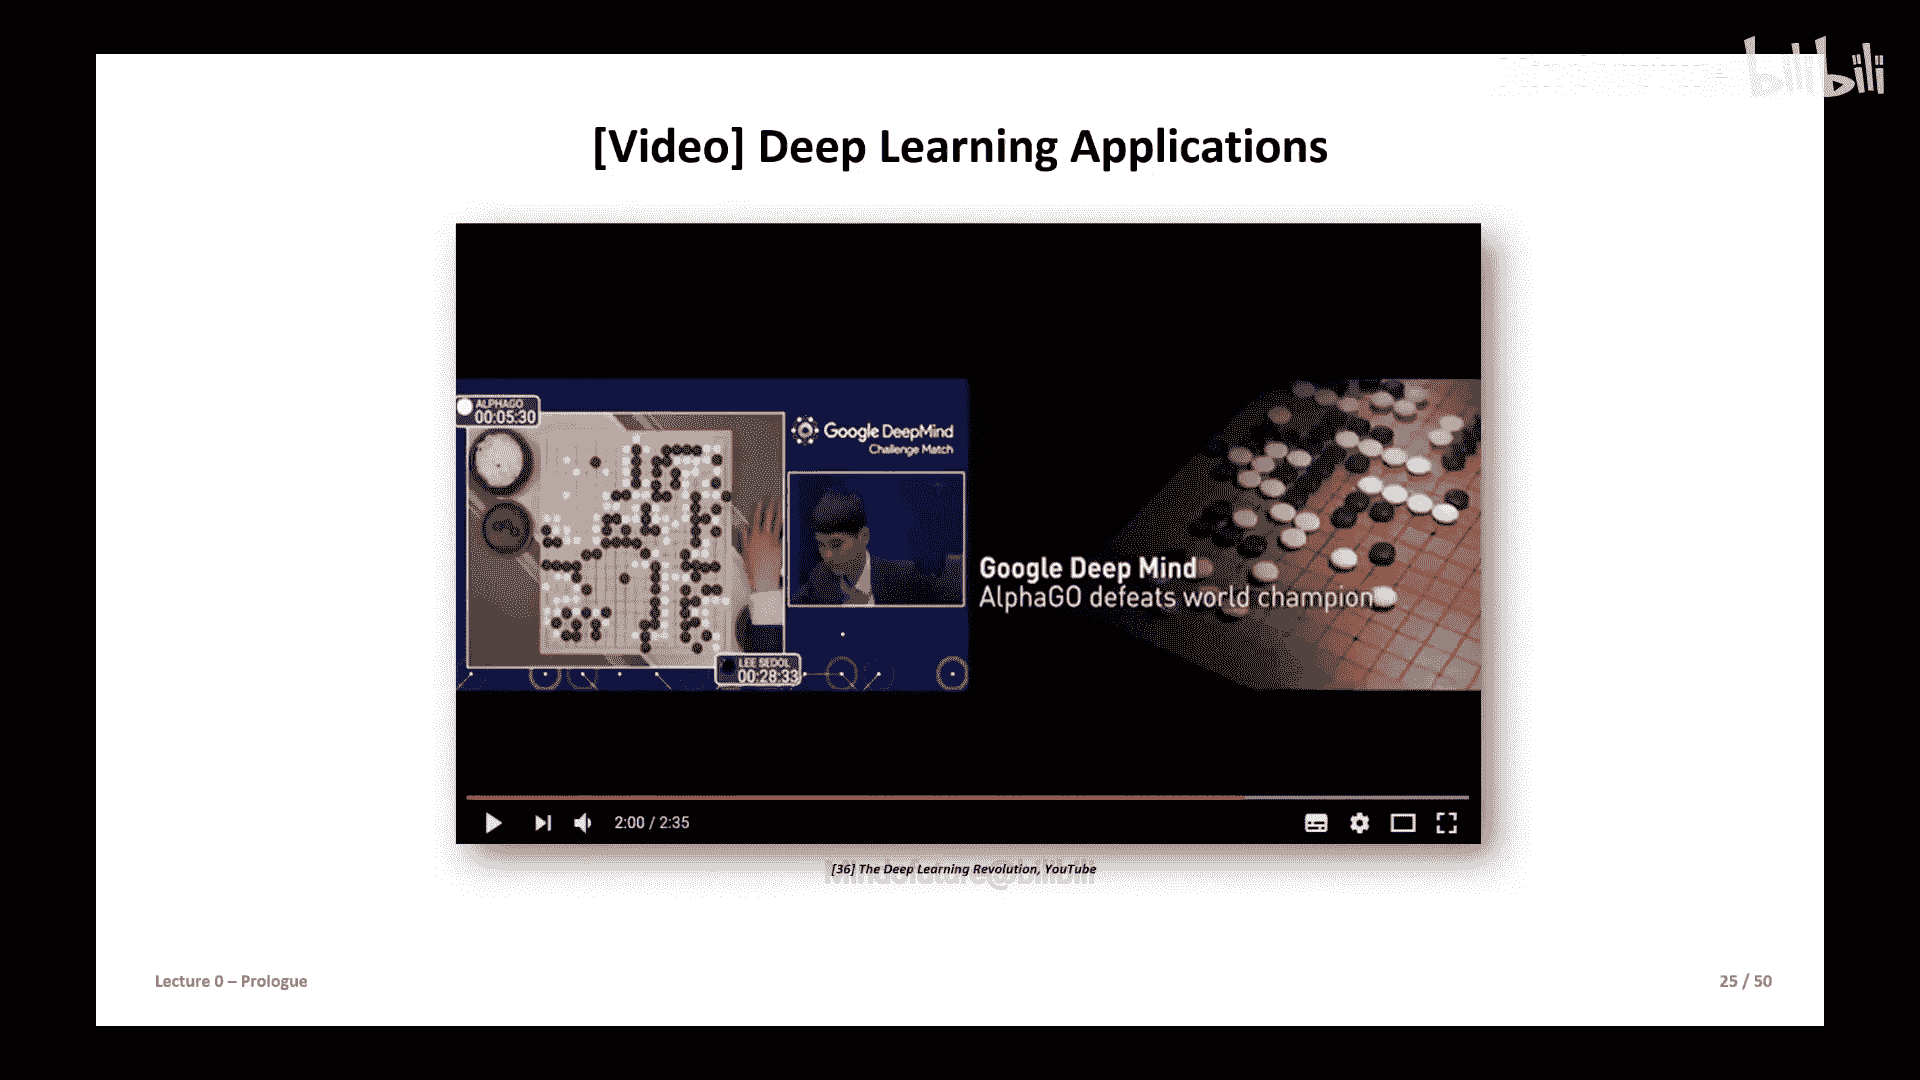 bilibili
[Video] Deep Learning Applications
ALPHAGO
00:05:30
Google DeepMind
Challenge Match
Google Deep Mind
AlphaGO defeats world champion
LEE SEDOL
00:28:33
2:00 / 2:35
[36] The Deep Learning Revolution, YouTube
Lecture 0 – Prologue
25 / 50